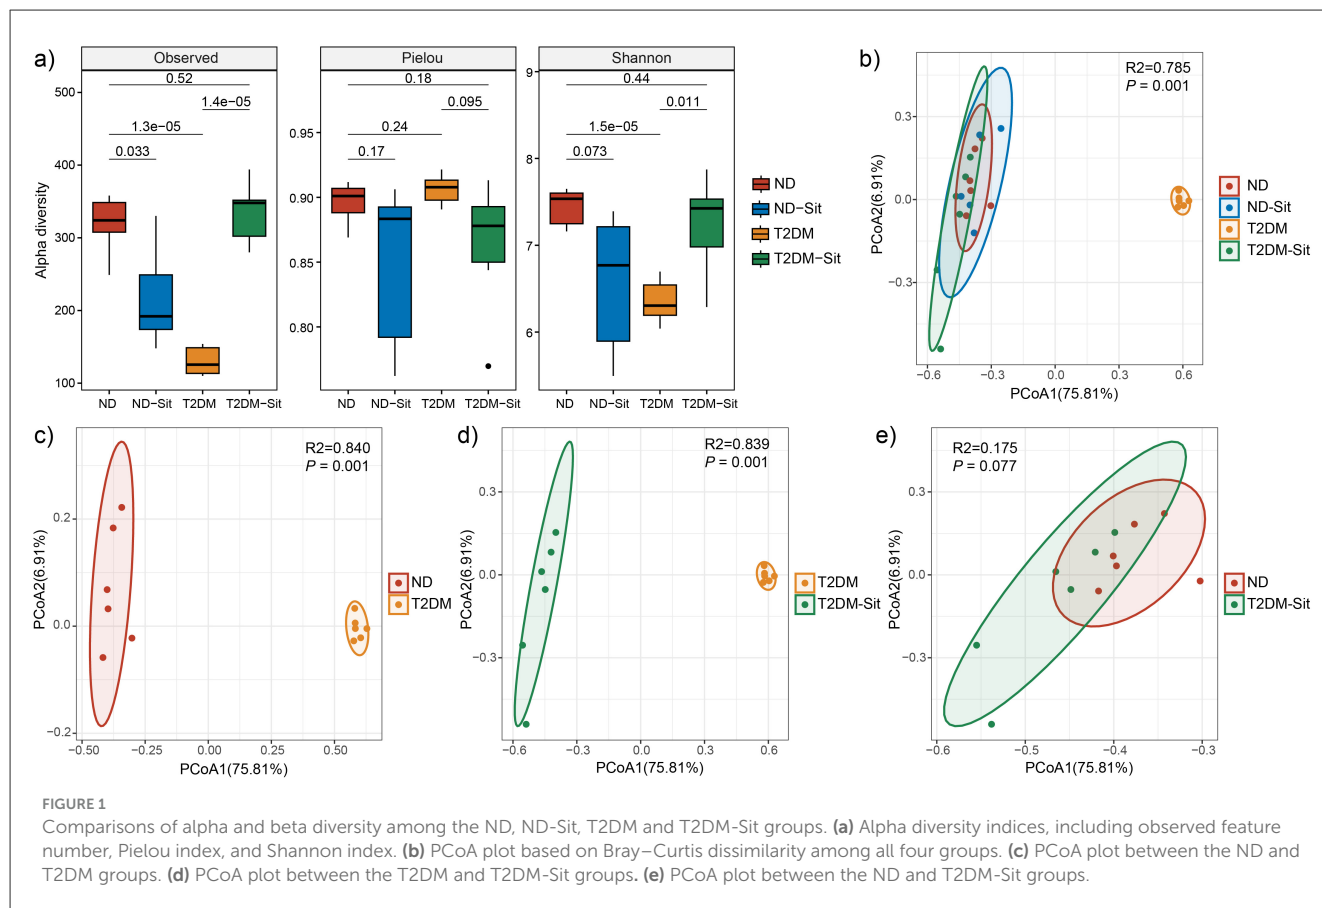 a)
Observed
Pielou
Shannon
Alpha diversity
500
400
300
200
100
0.52
1.4e−05
1.3e−05
0.033
ND
ND−Sit
T2DM
T2DM−Sit
0.95
0.90
0.85
0.80
0.18
0.095
0.24
0.17
ND
ND−Sit
T2DM
T2DM−Sit
9
8
7
6
0.44
0.011
1.5e−05
0.073
ND
ND−Sit
T2DM
T2DM−Sit
ND
ND−Sit
T2DM
T2DM−Sit
b)
R2=0.785
P = 0.001
PCoA2(6.91%)
0.3
0.0
−0.3
−0.6
−0.3
0.0
0.3
0.6
PCoA1(75.81%)
ND
ND-Sit
T2DM
T2DM-Sit
c)
R2=0.840
P = 0.001
PCoA2(6.91%)
0.2
0.0
−0.2
−0.50
−0.25
0.00
0.25
0.50
PCoA1(75.81%)
ND
T2DM
d)
R2=0.839
P = 0.001
PCoA2(6.91%)
0.3
0.0
−0.3
−0.6
−0.3
0.0
0.3
0.6
PCoA1(75.81%)
T2DM
T2DM-Sit
e)
R2=0.175
P = 0.077
PCoA2(6.91%)
0.3
0.0
−0.3
−0.6
−0.5
−0.4
−0.3
PCoA1(75.81%)
ND
T2DM-Sit
FIGURE 1
Comparisons of alpha and beta diversity among the ND, ND-Sit, T2DM and T2DM-Sit groups. (a) Alpha diversity indices, including observed feature
number, Pielou index, and Shannon index. (b) PCoA plot based on Bray–Curtis dissimilarity among all four groups. (c) PCoA plot between the ND and
T2DM groups. (d) PCoA plot between the T2DM and T2DM-Sit groups. (e) PCoA plot between the ND and T2DM-Sit groups.